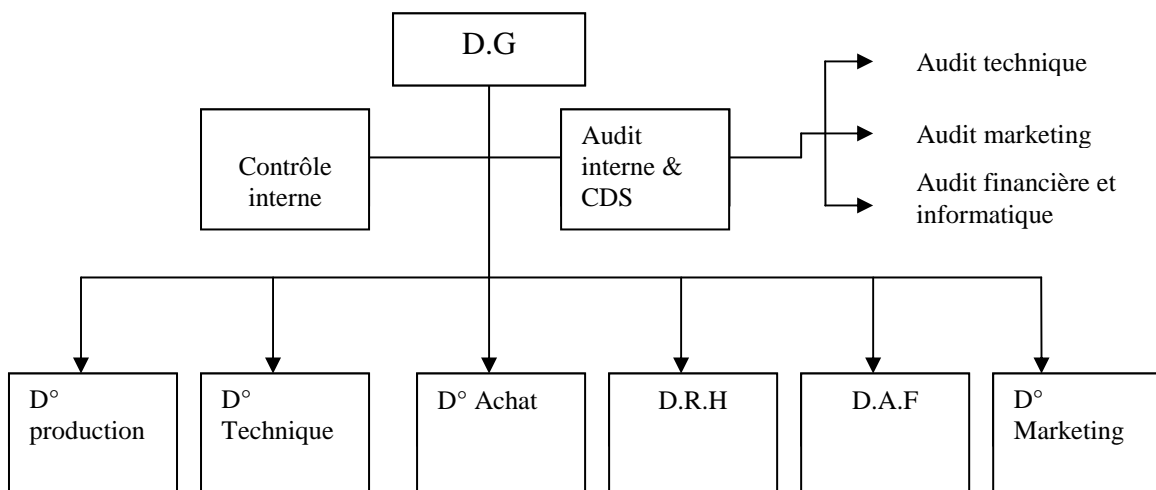 D.G
Audit technique
Contrôle
interne
Audit
interne &
CDS
Audit marketing
Audit financière et
informatique
D°
production
D°
Technique
D° Achat
D.R.H
D.A.F
D°
Marketing